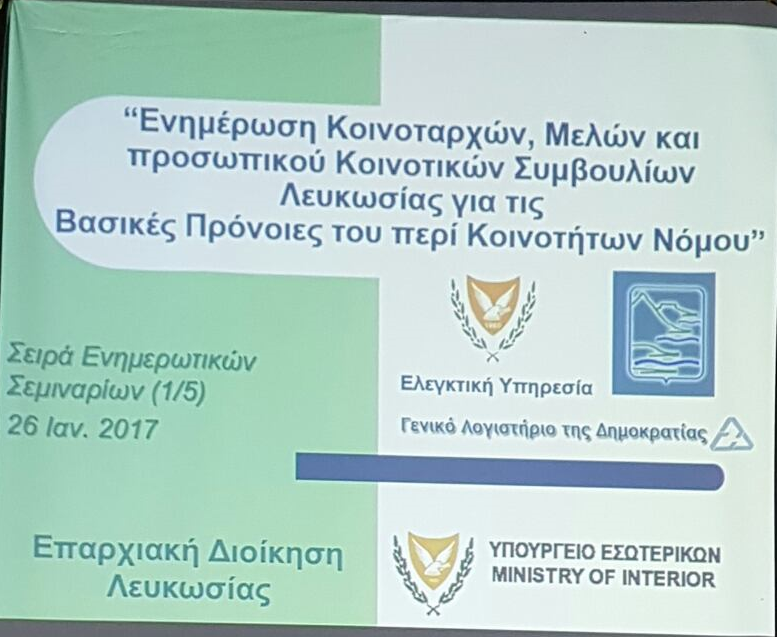 “Ενημέρωση Κοινοταρχών, Μελών και
προσωπικού Κοινοτικών Συμβουλίων
Λευκωσίας για τις
Βασικές Πρόνοιες του περί Κοινοτήτων Νόμου”
Σειρά Ενημερωτικών
Σεμιναρίων (1/5)
26 Ιαν. 2017
Ελεγκτική Υπηρεσία
Γενικό Λογιστήριο της Δημοκρατίας
Επαρχιακή Διοίκηση
Λευκωσίας
ΥΠΟΥΡΓΕΙΟ ΕΣΩΤΕΡΙΚΩΝ
MINISTRY OF INTERIOR